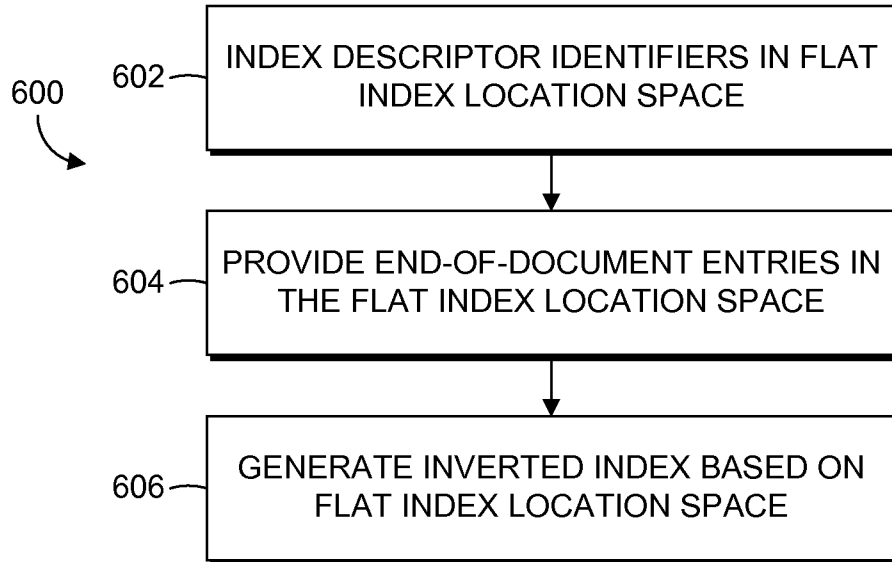 600
602
INDEX DESCRIPTOR IDENTIFIERS IN FLAT
INDEX LOCATION SPACE
604
PROVIDE END-OF-DOCUMENT ENTRIES IN
THE FLAT INDEX LOCATION SPACE
606
GENERATE INVERTED INDEX BASED ON
FLAT INDEX LOCATION SPACE